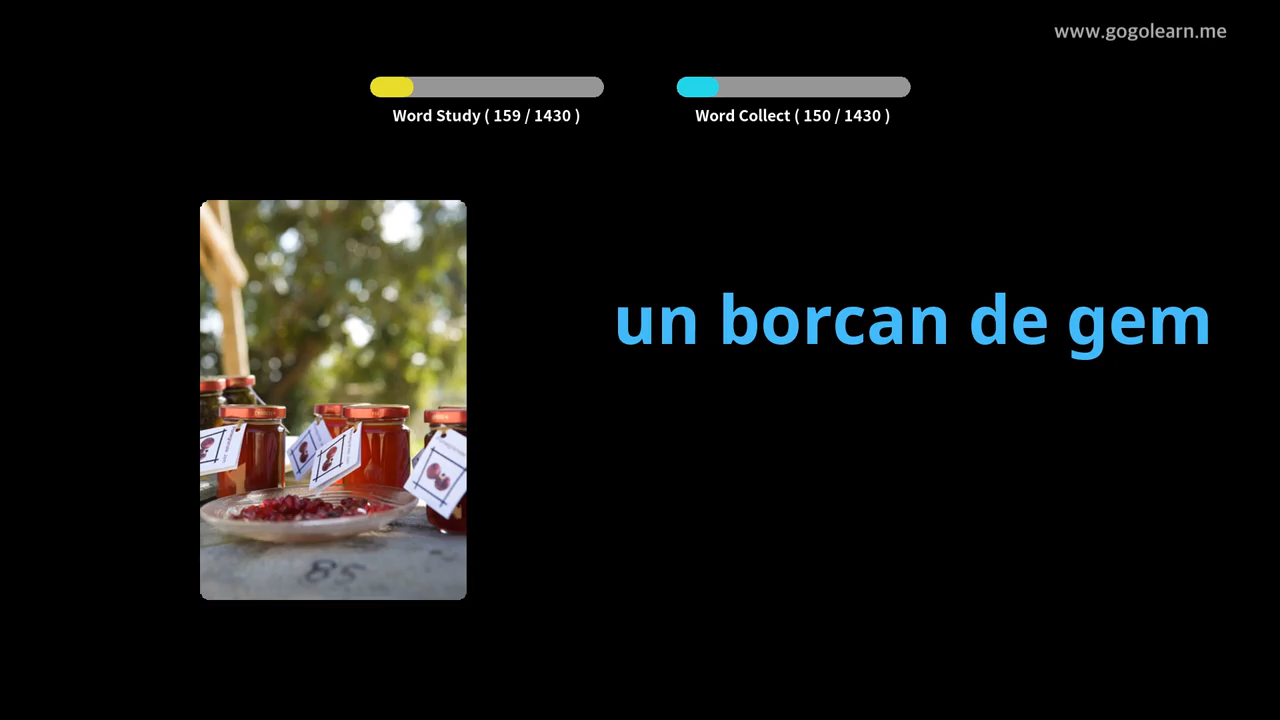 www.gogolearn.me
Word Study ( 159 / 1430 )
Word Collect ( 150 / 1430 )
un borcan de gem
85